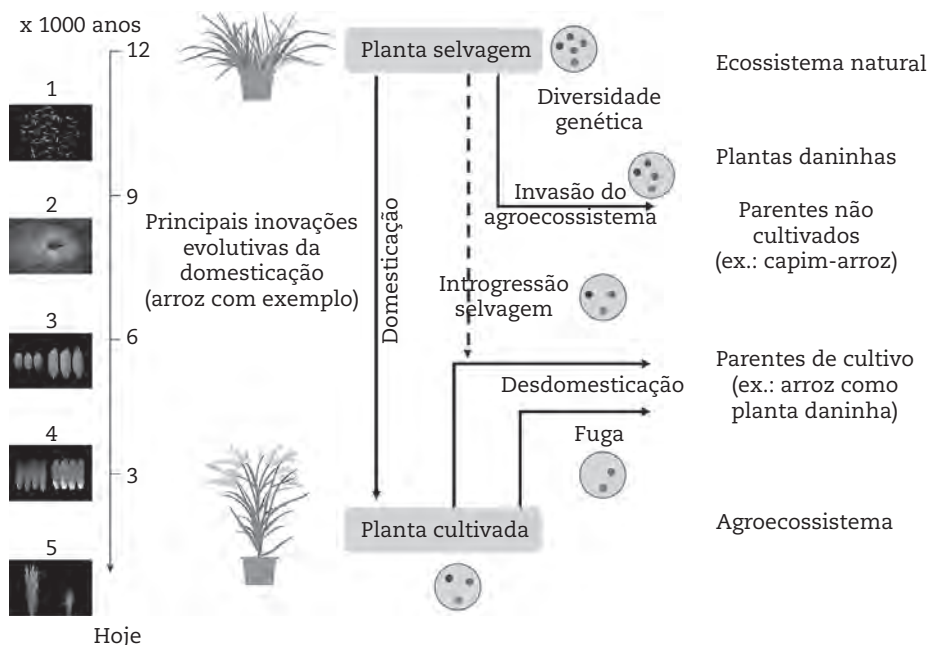 x 1000 anos
12
9
6
3
Hoje
1
2
3
4
5
Principais inovações
evolutivas da
domesticação
(arroz com exemplo)
Planta selvagem
Diversidade
genética
Domesticação
Invasão do
agroecossistema
Introgressão
selvagem
Desdomesticação
Fuga
Planta cultivada
Ecossistema natural
Plantas daninhas
Parentes não
cultivados
(ex.: capim-arroz)
Parentes de cultivo
(ex.: arroz como
planta daninha)
Agroecossistema